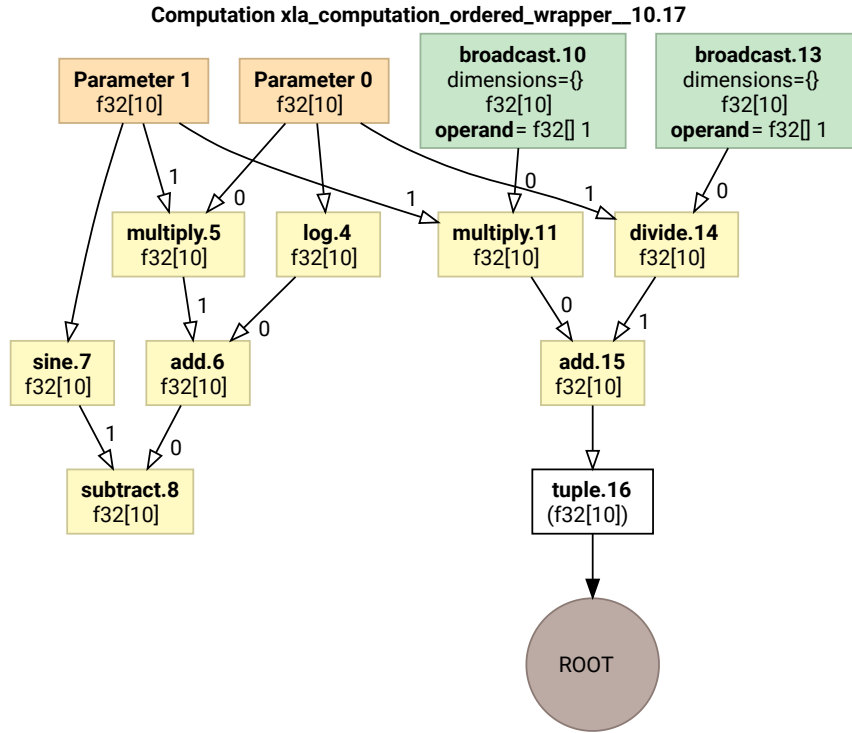 Computation xla_computation_ordered_wrapper__10.17
Parameter 1
f32[10]
Parameter 0
f32[10]
broadcast.10
dimensions={}
f32[10]
operand= f32[] 1
broadcast.13
dimensions={}
f32[10]
operand= f32[] 1
1
0
1
0
1
0
multiply.5
f32[10]
log.4
f32[10]
multiply.11
f32[10]
divide.14
f32[10]
1
0
0
1
sine.7
f32[10]
add.6
f32[10]
add.15
f32[10]
1
0
subtract.8
f32[10]
tuple.16
(f32[10])
ROOT